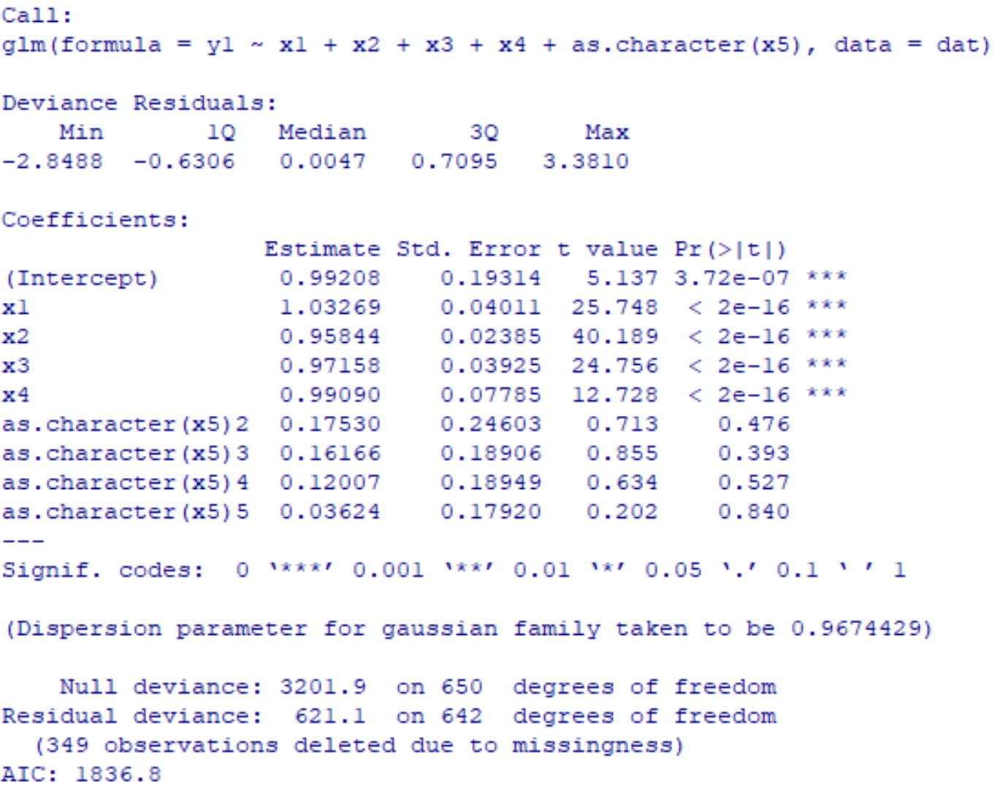 Call:
glm(formula = y1 ~ x1 + x2 + x3 + x4 + as.character(x5), data = dat)
Deviance Residuals:
Min 1Q Median 3Q Max
-2.8488 -0.6306 0.0047 0.7095 3.3810
Coefficients:
Estimate Std. Error t value Pr(>|t|)
(Intercept) 0.99208 0.19314 5.137 3.72e-07 ***
x1 1.03269 0.04011 25.748 < 2e-16 ***
x2 0.95844 0.02385 40.189 < 2e-16 ***
x3 0.97158 0.03925 24.756 < 2e-16 ***
x4 0.99090 0.07785 12.728 < 2e-16 ***
as.character(x5)2 0.17530 0.24603 0.713 0.476
as.character(x5)3 0.16166 0.18906 0.855 0.393
as.character(x5)4 0.12007 0.18949 0.634 0.527
as.character(x5)5 0.03624 0.17920 0.202 0.840
---
Signif. codes: 0 ‘***’ 0.001 ‘**’ 0.01 ‘*’ 0.05 ‘.’ 0.1 ‘ ’ 1
(Dispersion parameter for gaussian family taken to be 0.9674429)
Null deviance: 3201.9 on 650 degrees of freedom
Residual deviance: 621.1 on 642 degrees of freedom
(349 observations deleted due to missingness)
AIC: 1836.8